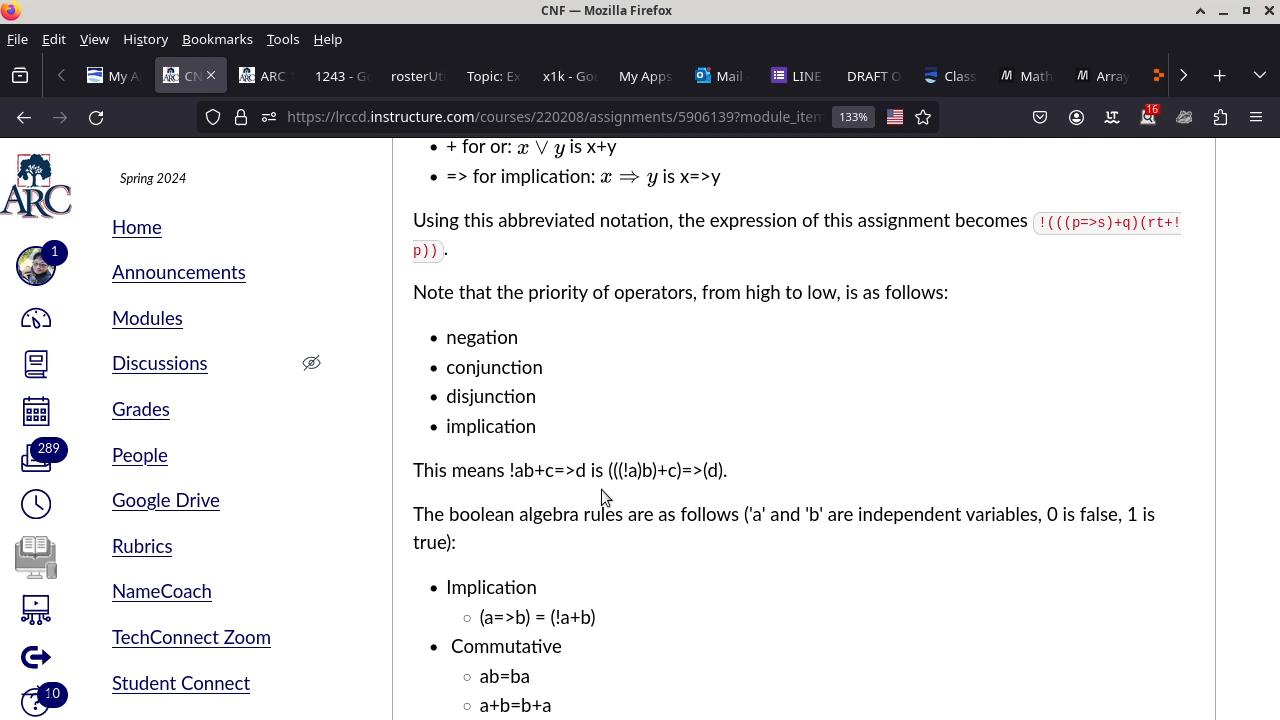 CNF — Mozilla Firefox
File Edit View History Bookmarks Tools Help
My A CN ARC 1243 - Go rosterUti Topic: Ex x1k - Goo My Apps Mail - LINE DRAFT O Class Math Array
https://lrccd.instructure.com/courses/220208/assignments/5906139?module_item 133% 16
ARC
Spring 2024
Home
Announcements
Modules
Discussions
Grades
People
Google Drive
Rubrics
NameCoach
TechConnect Zoom
Student Connect
1
289
10
• + for or: x ∨ y is x+y
• => for implication: x ⇒ y is x=>y
Using this abbreviated notation, the expression of this assignment becomes !(((p=>s)+q)(rt+!
p)).
Note that the priority of operators, from high to low, is as follows:
• negation
• conjunction
• disjunction
• implication
This means !ab+c=>d is (((!a)b)+c)=>(d).
The boolean algebra rules are as follows ('a' and 'b' are independent variables, 0 is false, 1 is
true):
• Implication
○ (a=>b) = (!a+b)
• Commutative
○ ab=ba
○ a+b=b+a